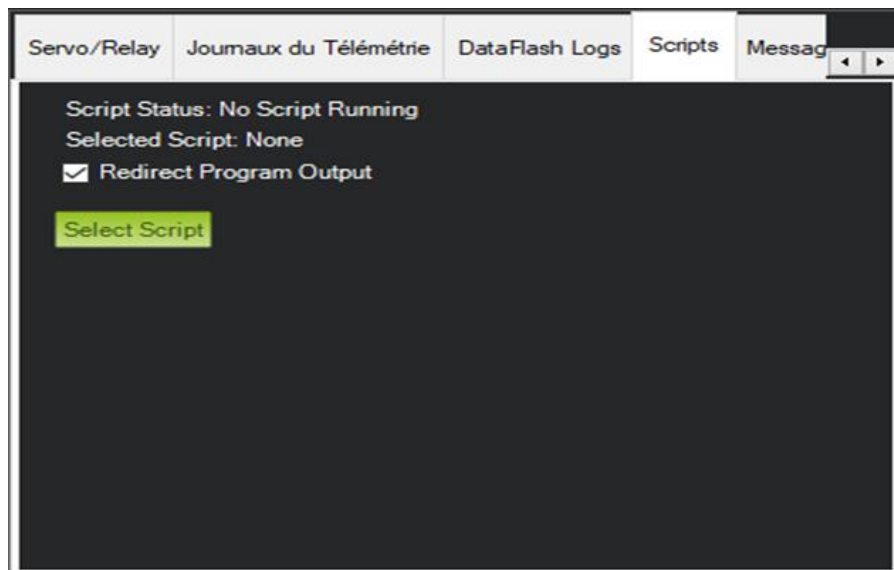 Servo/Relay Journaux du Télémétrie DataFlash Logs Scripts Messag
Script Status: No Script Running
Selected Script: None
Redirect Program Output
Select Script